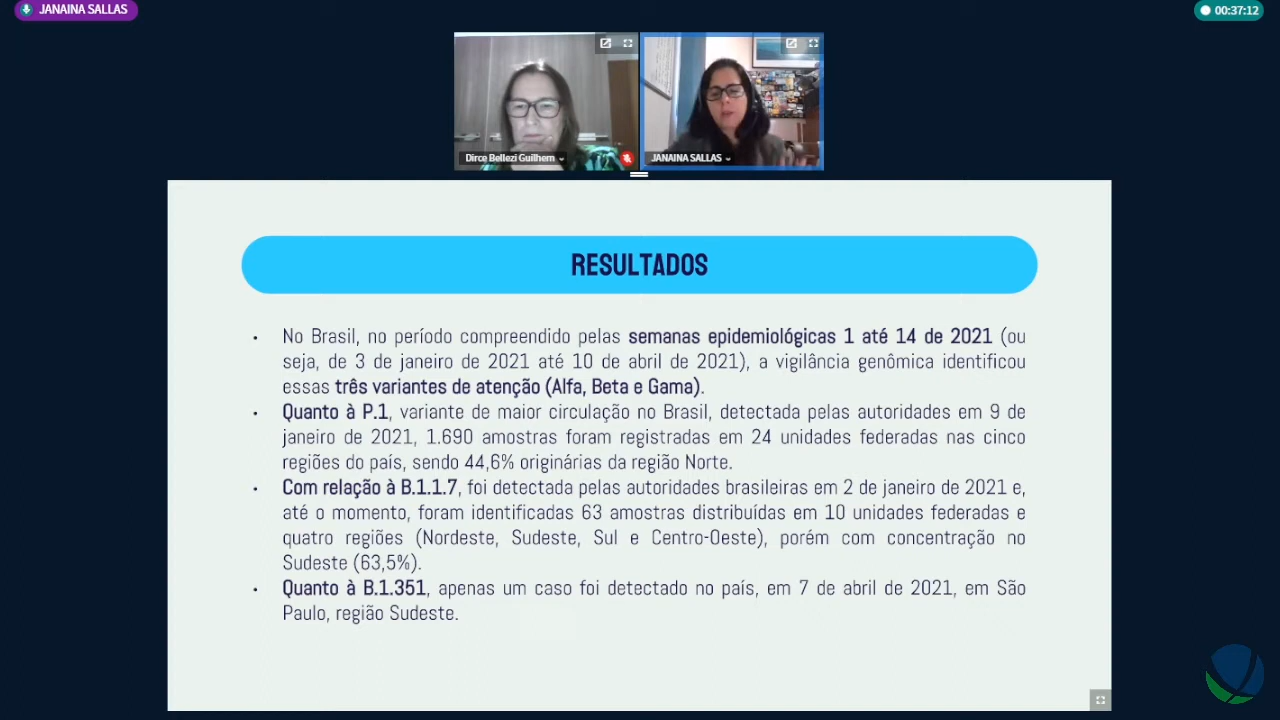 JANAINA SALLAS
00:37:12
Dirce Bellezi Guilhem
JANAINA SALLAS
RESULTADOS
• No Brasil, no período compreendido pelas semanas epidemiológicas 1 até 14 de 2021 (ou
seja, de 3 de janeiro de 2021 até 10 de abril de 2021), a vigilância genômica identificou
essas três variantes de atenção (Alfa, Beta e Gama).
• Quanto à P.1, variante de maior circulação no Brasil, detectada pelas autoridades em 9 de
janeiro de 2021, 1.690 amostras foram registradas em 24 unidades federadas nas cinco
regiões do país, sendo 44,6% originárias da região Norte.
• Com relação à B.1.1.7, foi detectada pelas autoridades brasileiras em 2 de janeiro de 2021 e,
até o momento, foram identificadas 63 amostras distribuídas em 10 unidades federadas e
quatro regiões (Nordeste, Sudeste, Sul e Centro-Oeste), porém com concentração no
Sudeste (63,5%).
• Quanto à B.1.351, apenas um caso foi detectado no país, em 7 de abril de 2021, em São
Paulo, região Sudeste.